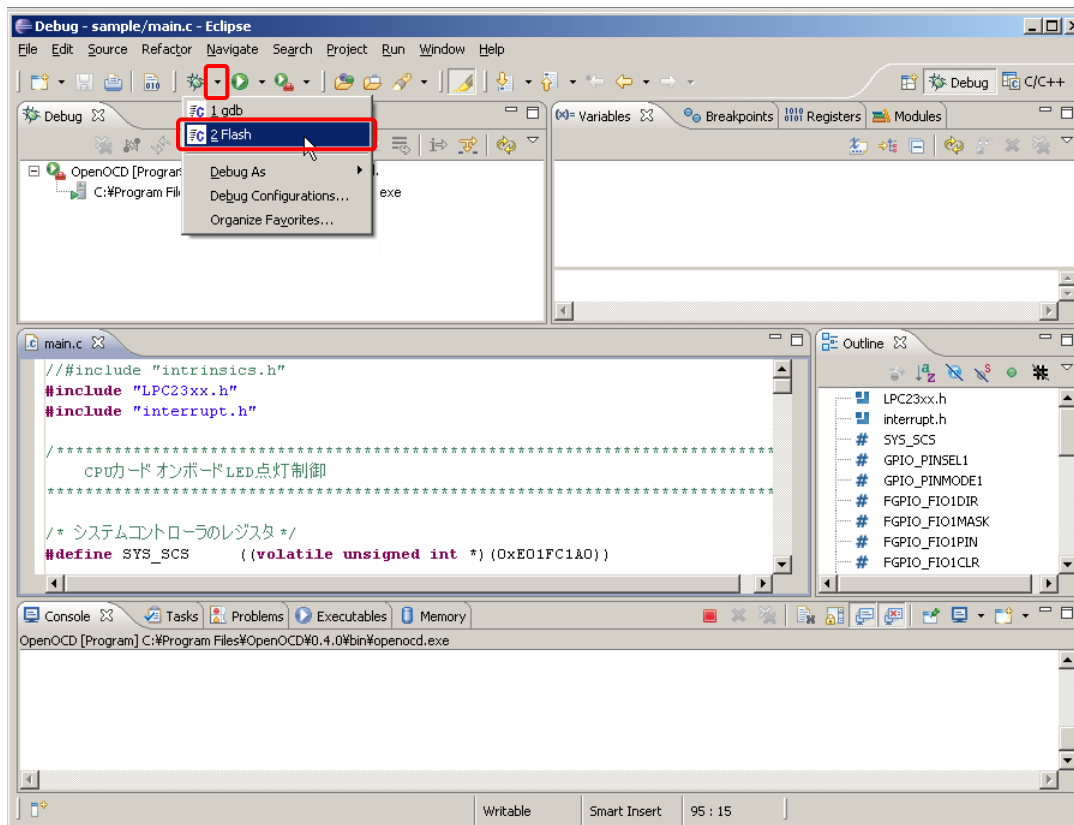 Debug - sample/main.c - Eclipse
File Edit Source Refactor Navigate Search Project Run Window Help
Debug C/C++
Debug
1 gdb
2 Flash
Debug As
Debug Configurations...
Organize Favorites...
OpenOCD [Program
C:¥Program File
exe
(x)= Variables Breakpoints 1010 0101 Registers Modules
main.c
//#include "intrinsics.h"
#include "LPC23xx.h"
#include "interrupt.h"
/****************************************************************************
CPUカード オンボードLED点灯制御
****************************************************************************
/* システムコントローラのレジスタ */
#define SYS_SCS ((volatile unsigned int *)(0xE01FC1A0))
Outline
LPC23xx.h
interrupt.h
# SYS_SCS
# GPIO_PINSEL1
# GPIO_PINMODE1
# FGPIO_FIO1DIR
# FGPIO_FIO1MASK
# FGPIO_FIO1PIN
# FGPIO_FIO1CLR
Console Tasks Problems Executables Memory
OpenOCD [Program] C:¥Program Files¥OpenOCD¥0.4.0¥bin¥openocd.exe
Writable Smart Insert 95 : 15